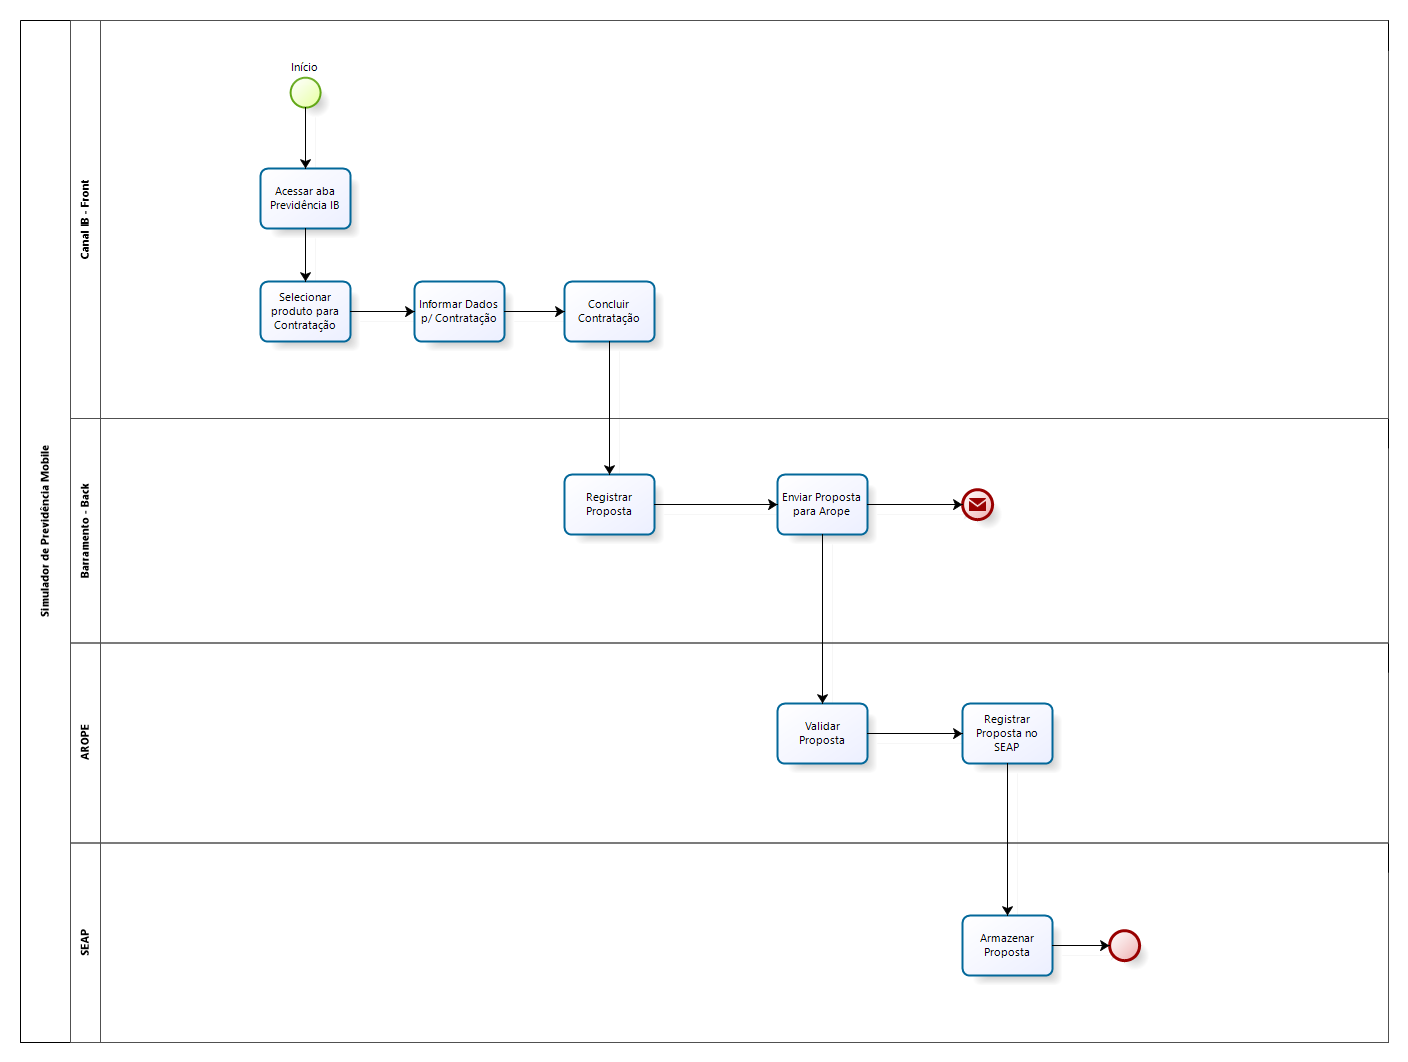 Simulador de Previdência Mobile
Canal IB - Front
Início
Acessar aba
Previdência IB
Selecionar
produto para
Contratação
Informar Dados
p/ Contratação
Concluir
Contratação
Barramento - Back
Registrar
Proposta
Enviar Proposta
para Arope
AROPE
Validar
Proposta
Registrar
Proposta no
SEAP
SEAP
Armazenar
Proposta